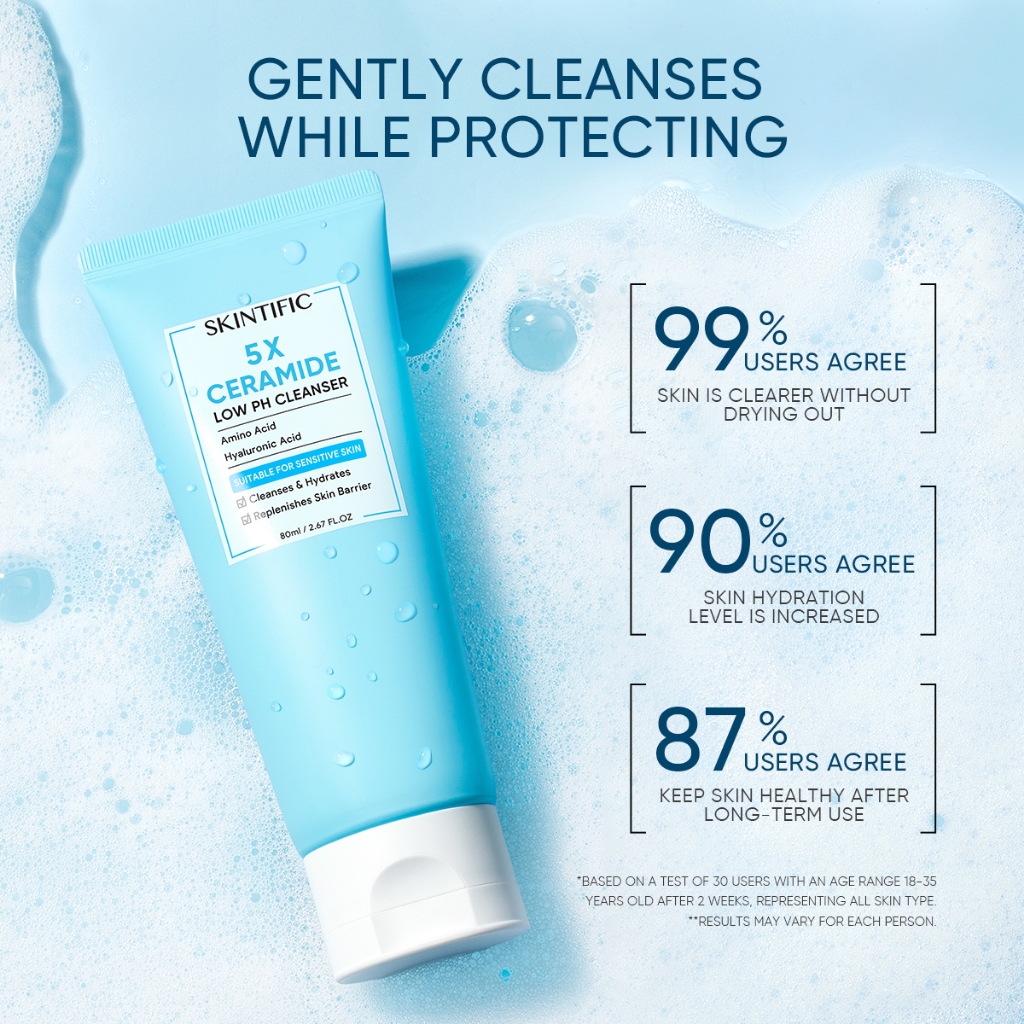 GENTLY CLEANSES
WHILE PROTECTING
SKINTIFIC
5X
CERAMIDE
LOW PH CLEANSER
Amino Acid
Hyaluronic Acid
SUITABLE FOR SENSITIVE SKIN
Cleanses & Hydrates
Replenishes Skin Barrier
80ml / 2.67 FL.OZ
99%
USERS AGREE
SKIN IS CLEARER WITHOUT
DRYING OUT
90%
USERS AGREE
SKIN HYDRATION
LEVEL IS INCREASED
87%
USERS AGREE
KEEP SKIN HEALTHY AFTER
LONG-TERM USE
*BASED ON A TEST OF 30 USERS WITH AN AGE RANGE 18-35
YEARS OLD AFTER 2 WEEKS, REPRESENTING ALL SKIN TYPE.
**RESULTS MAY VARY FOR EACH PERSON.